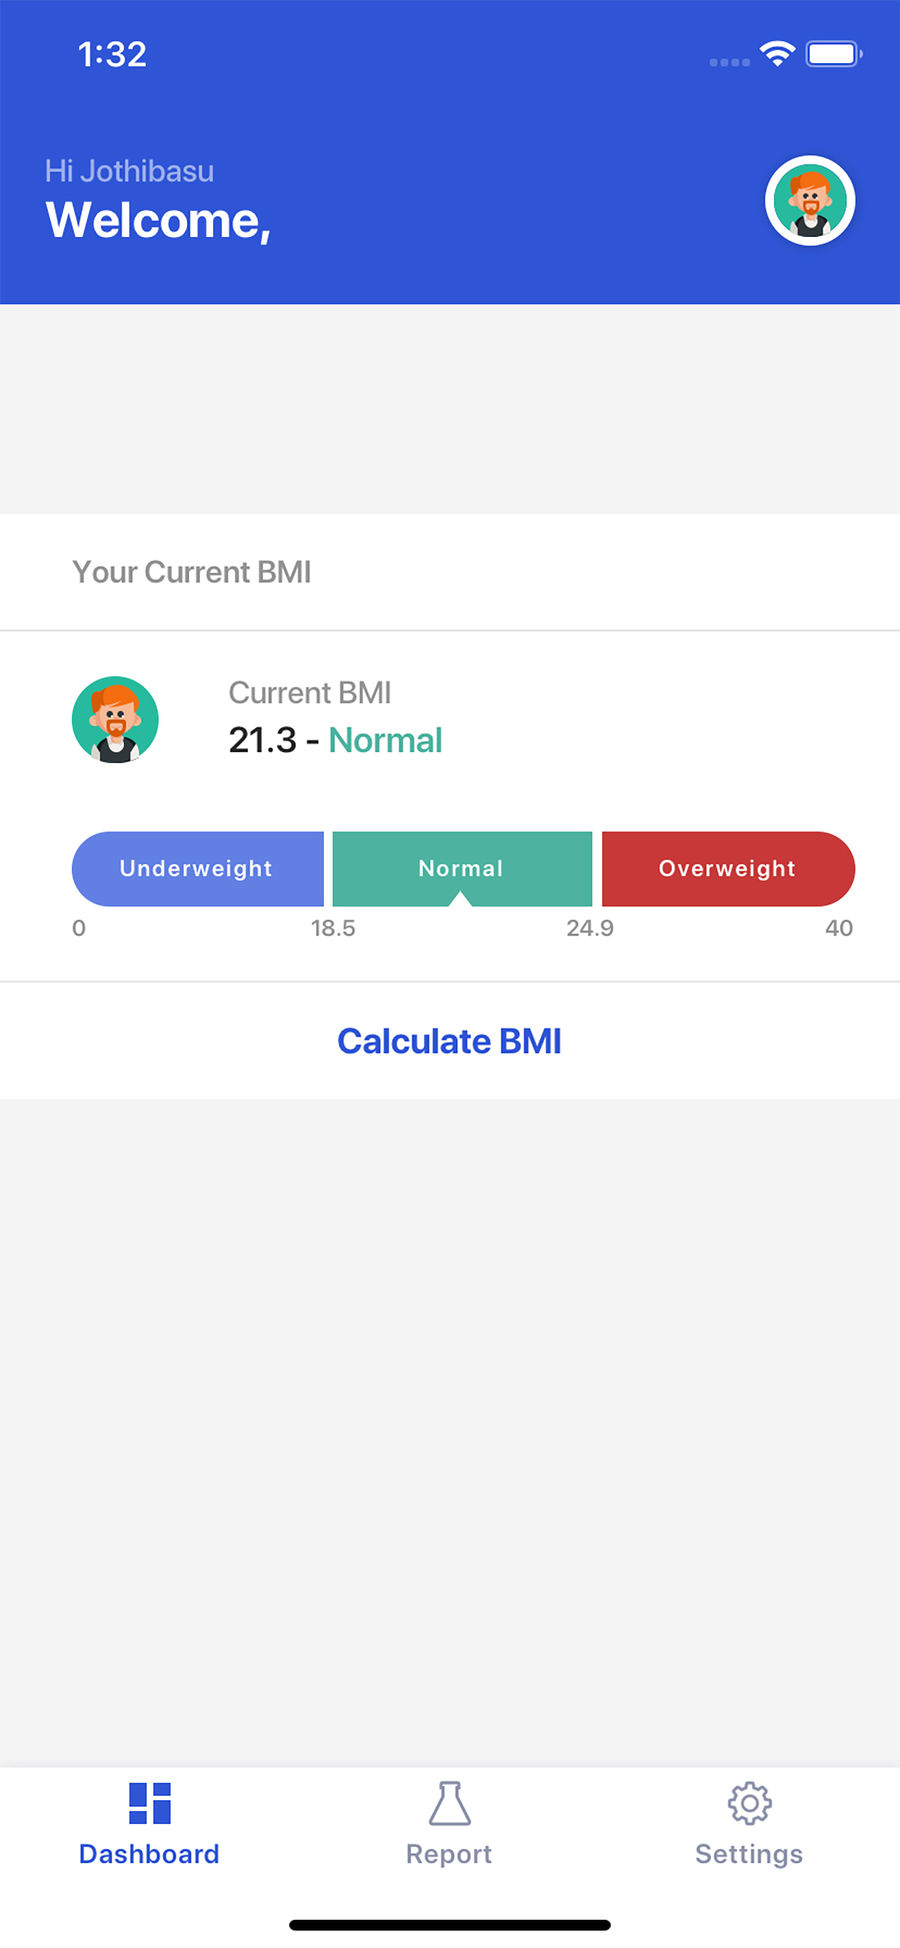 1:32
Hi Jothibasu
Welcome,
Your Current BMI
Current BMI
21.3 - Normal
Underweight Normal Overweight
0 18.5 24.9 40
Calculate BMI
Dashboard Report Settings